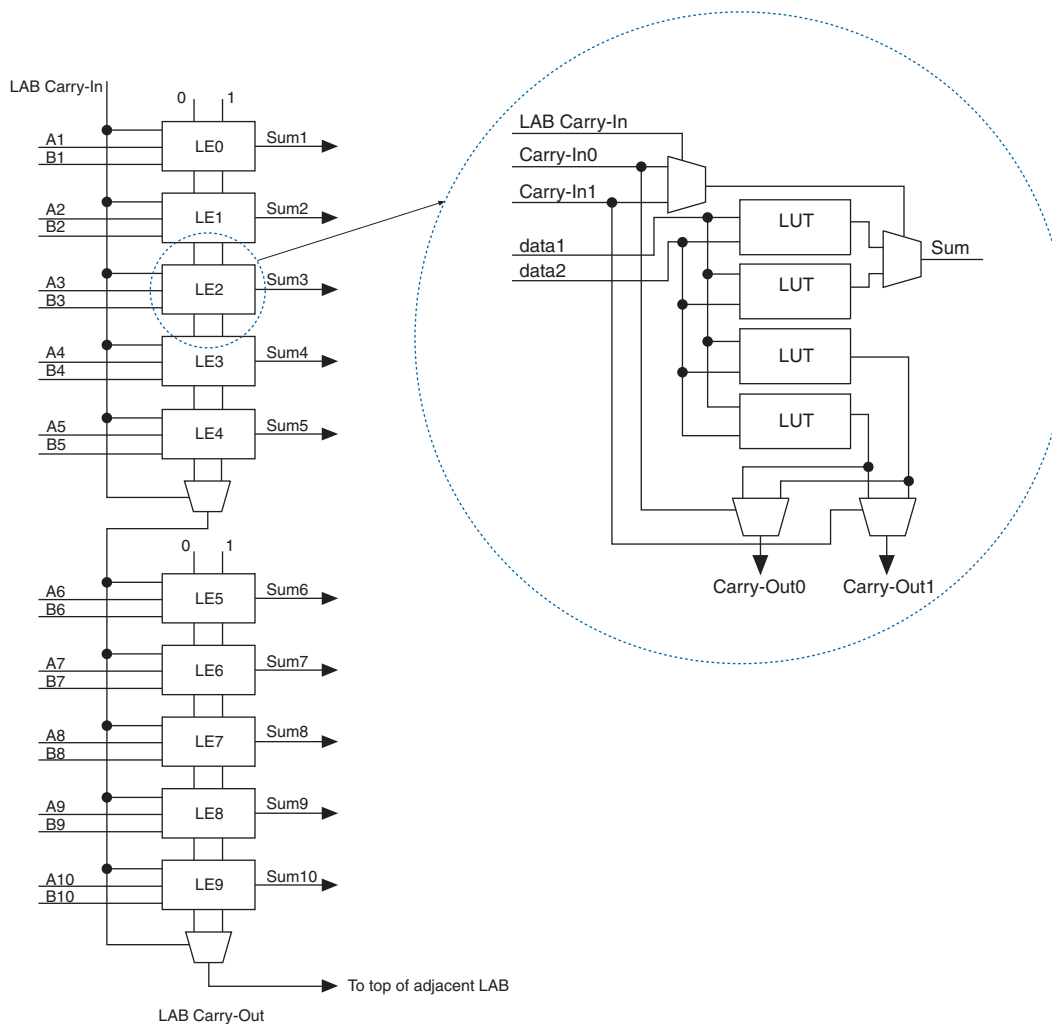 LAB Carry-In
0 1
A1
B1
LE0
Sum1
A2
B2
LE1
Sum2
A3
B3
LE2
Sum3
A4
B4
LE3
Sum4
A5
B5
LE4
Sum5
0 1
A6
B6
LE5
Sum6
A7
B7
LE6
Sum7
A8
B8
LE7
Sum8
A9
B9
LE8
Sum9
A10
B10
LE9
Sum10
To top of adjacent LAB
LAB Carry-Out
LAB Carry-In
Carry-In0
Carry-In1
data1
data2
LUT
LUT
LUT
LUT
Sum
Carry-Out0
Carry-Out1